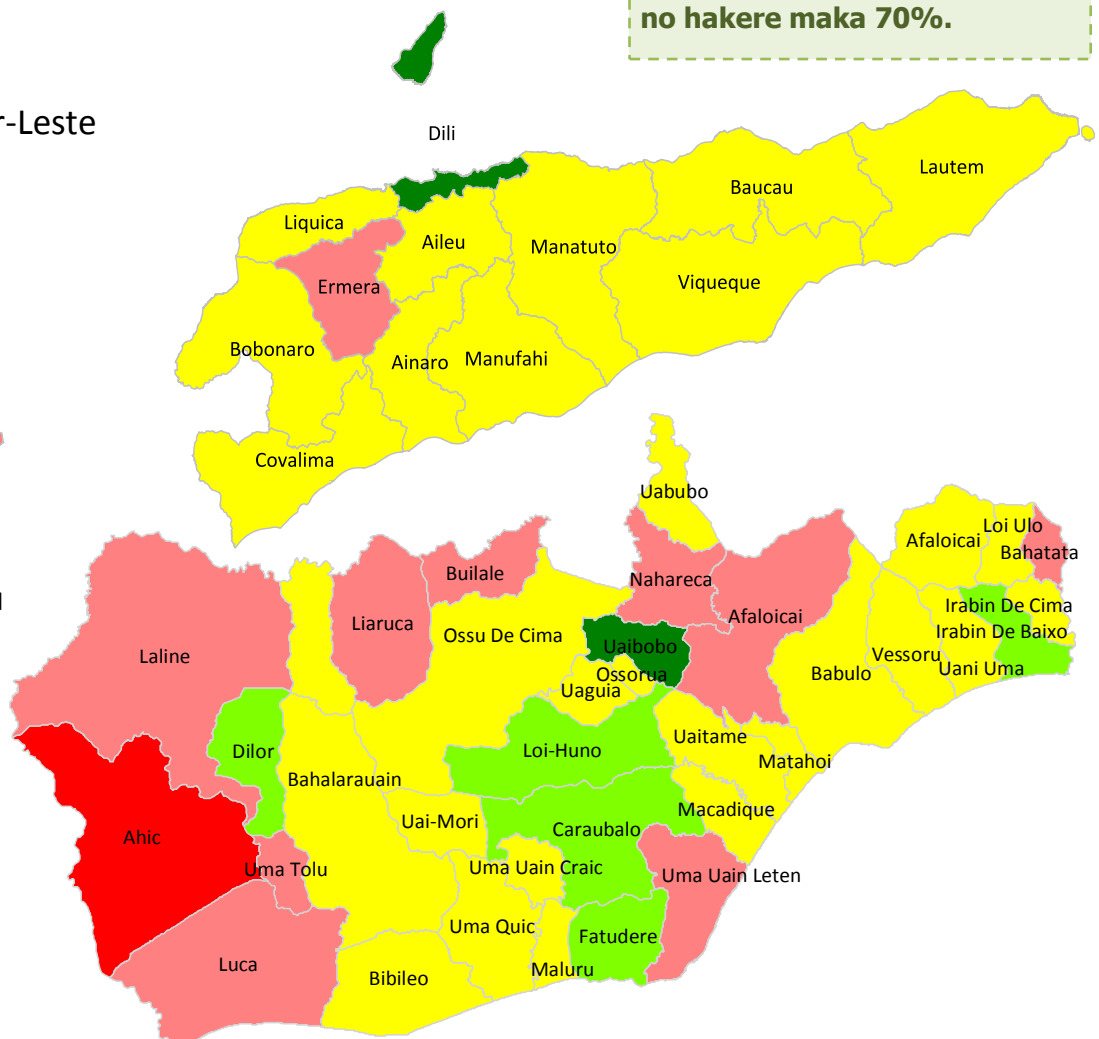 no hakere maka 70%.
r-Leste
Dili
Lautem
Baucau
Liquica
Aileu
Manatuto
Viqueque
Ermera
Bobonaro
Ainaro
Manufahi
Covalima
Uabubo
Loi Ulo
Afaloicai
Bahatata
Builale
Nahareca
Irabin De Cima
Liaruca
Afaloicai
Ossu De Cima
Irabin De Baixo
Laline
Uaibobo
Vessoru
Uani Uma
Ossorua
Babulo
Uaguia
Uaitame
Dilor
Loi-Huno
Matahoi
Bahalarauain
Macadique
Uai-Mori
Caraubalo
Ahic
Uma Tolu
Uma Uain Craic
Uma Uain Leten
Uma Quic
Fatudere
Luca
Maluru
Bibileo